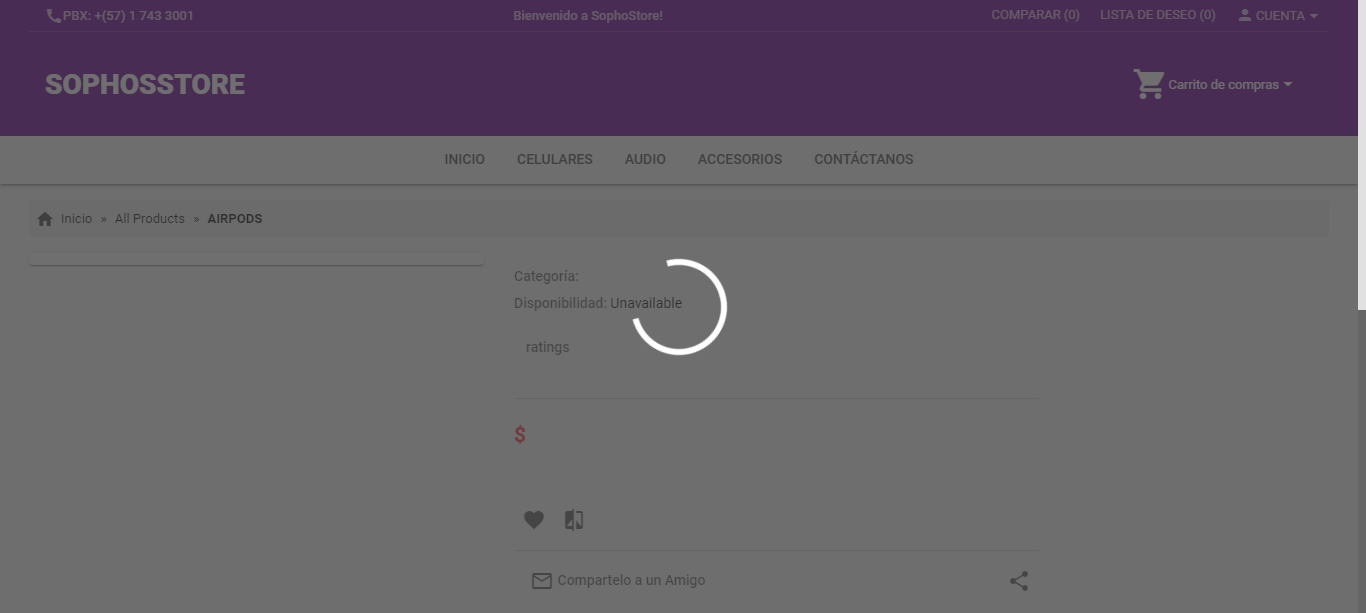 PBX: +(57) 1 743 3001 Bienvenido a SophoStore! COMPARAR (0) LISTA DE DESEO (0) CUENTA
SOPHOSSTORE Carrito de compras
INICIO CELULARES AUDIO ACCESORIOS CONTÁCTANOS
Inicio » All Products » AIRPODS
Categoría:
Disponibilidad: Unavailable
ratings
$
Compartelo a un Amigo